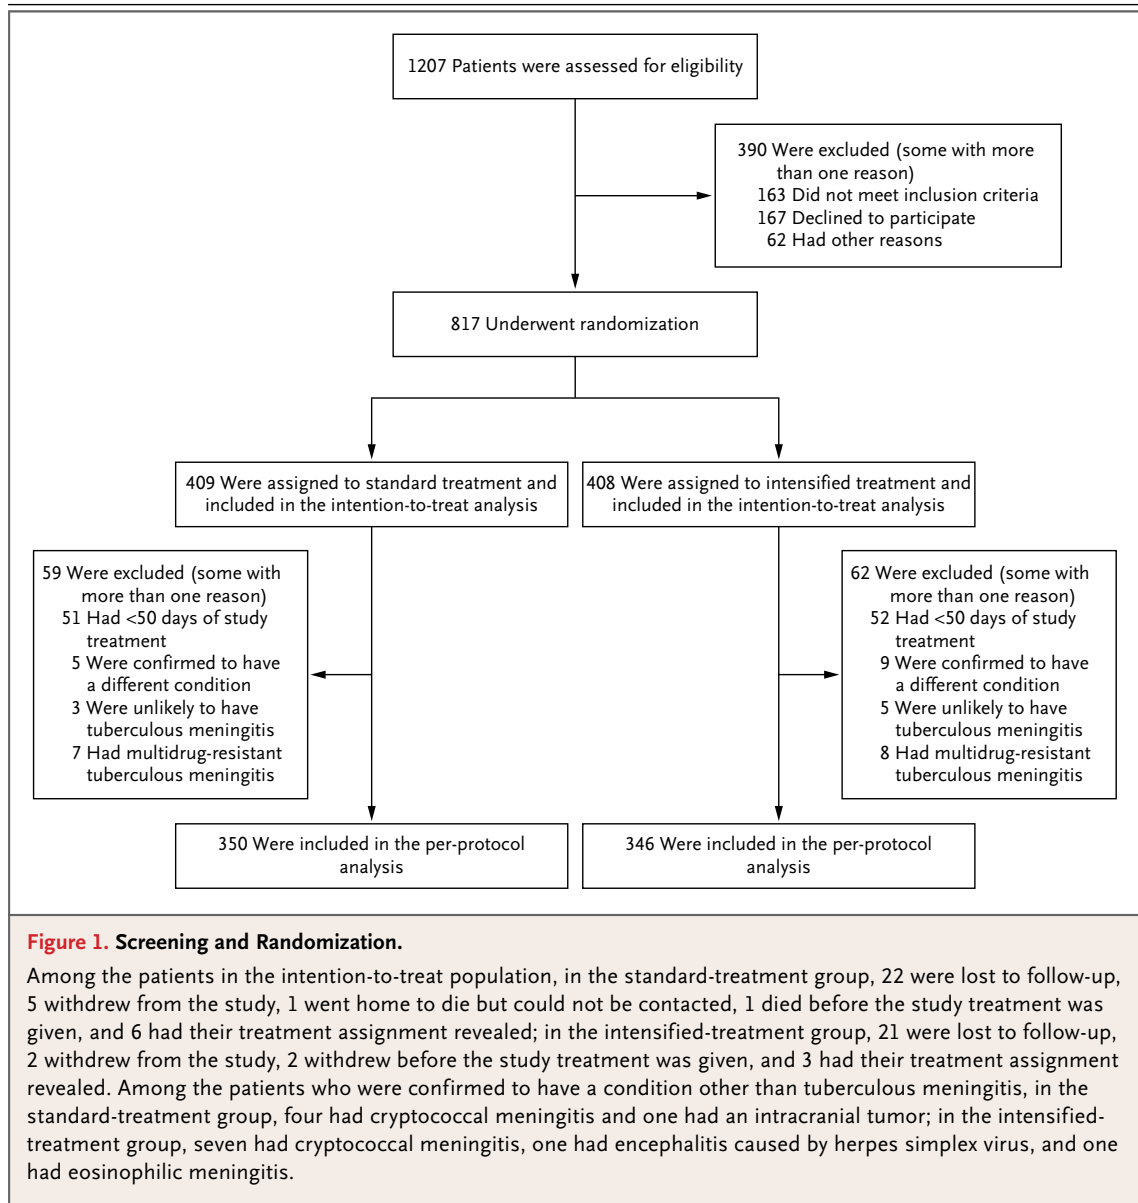 1207 Patients were assessed for eligibility
390 Were excluded (some with more
than one reason)
163 Did not meet inclusion criteria
167 Declined to participate
62 Had other reasons
817 Underwent randomization
409 Were assigned to standard treatment and
included in the intention-to-treat analysis
408 Were assigned to intensified treatment and
included in the intention-to-treat analysis
59 Were excluded (some with
more than one reason)
51 Had <50 days of study
treatment
5 Were confirmed to have
a different condition
3 Were unlikely to have
tuberculous meningitis
7 Had multidrug-resistant
tuberculous meningitis
62 Were excluded (some with
more than one reason)
52 Had <50 days of study
treatment
9 Were confirmed to have
a different condition
5 Were unlikely to have
tuberculous meningitis
8 Had multidrug-resistant
tuberculous meningitis
350 Were included in the per-protocol
analysis
346 Were included in the per-protocol
analysis
Figure 1. Screening and Randomization.
Among the patients in the intention-to-treat population, in the standard-treatment group, 22 were lost to follow-up,
5 withdrew from the study, 1 went home to die but could not be contacted, 1 died before the study treatment was
given, and 6 had their treatment assignment revealed; in the intensified-treatment group, 21 were lost to follow-up,
2 withdrew from the study, 2 withdrew before the study treatment was given, and 3 had their treatment assignment
revealed. Among the patients who were confirmed to have a condition other than tuberculous meningitis, in the
standard-treatment group, four had cryptococcal meningitis and one had an intracranial tumor; in the intensified-
treatment group, seven had cryptococcal meningitis, one had encephalitis caused by herpes simplex virus, and one
had eosinophilic meningitis.